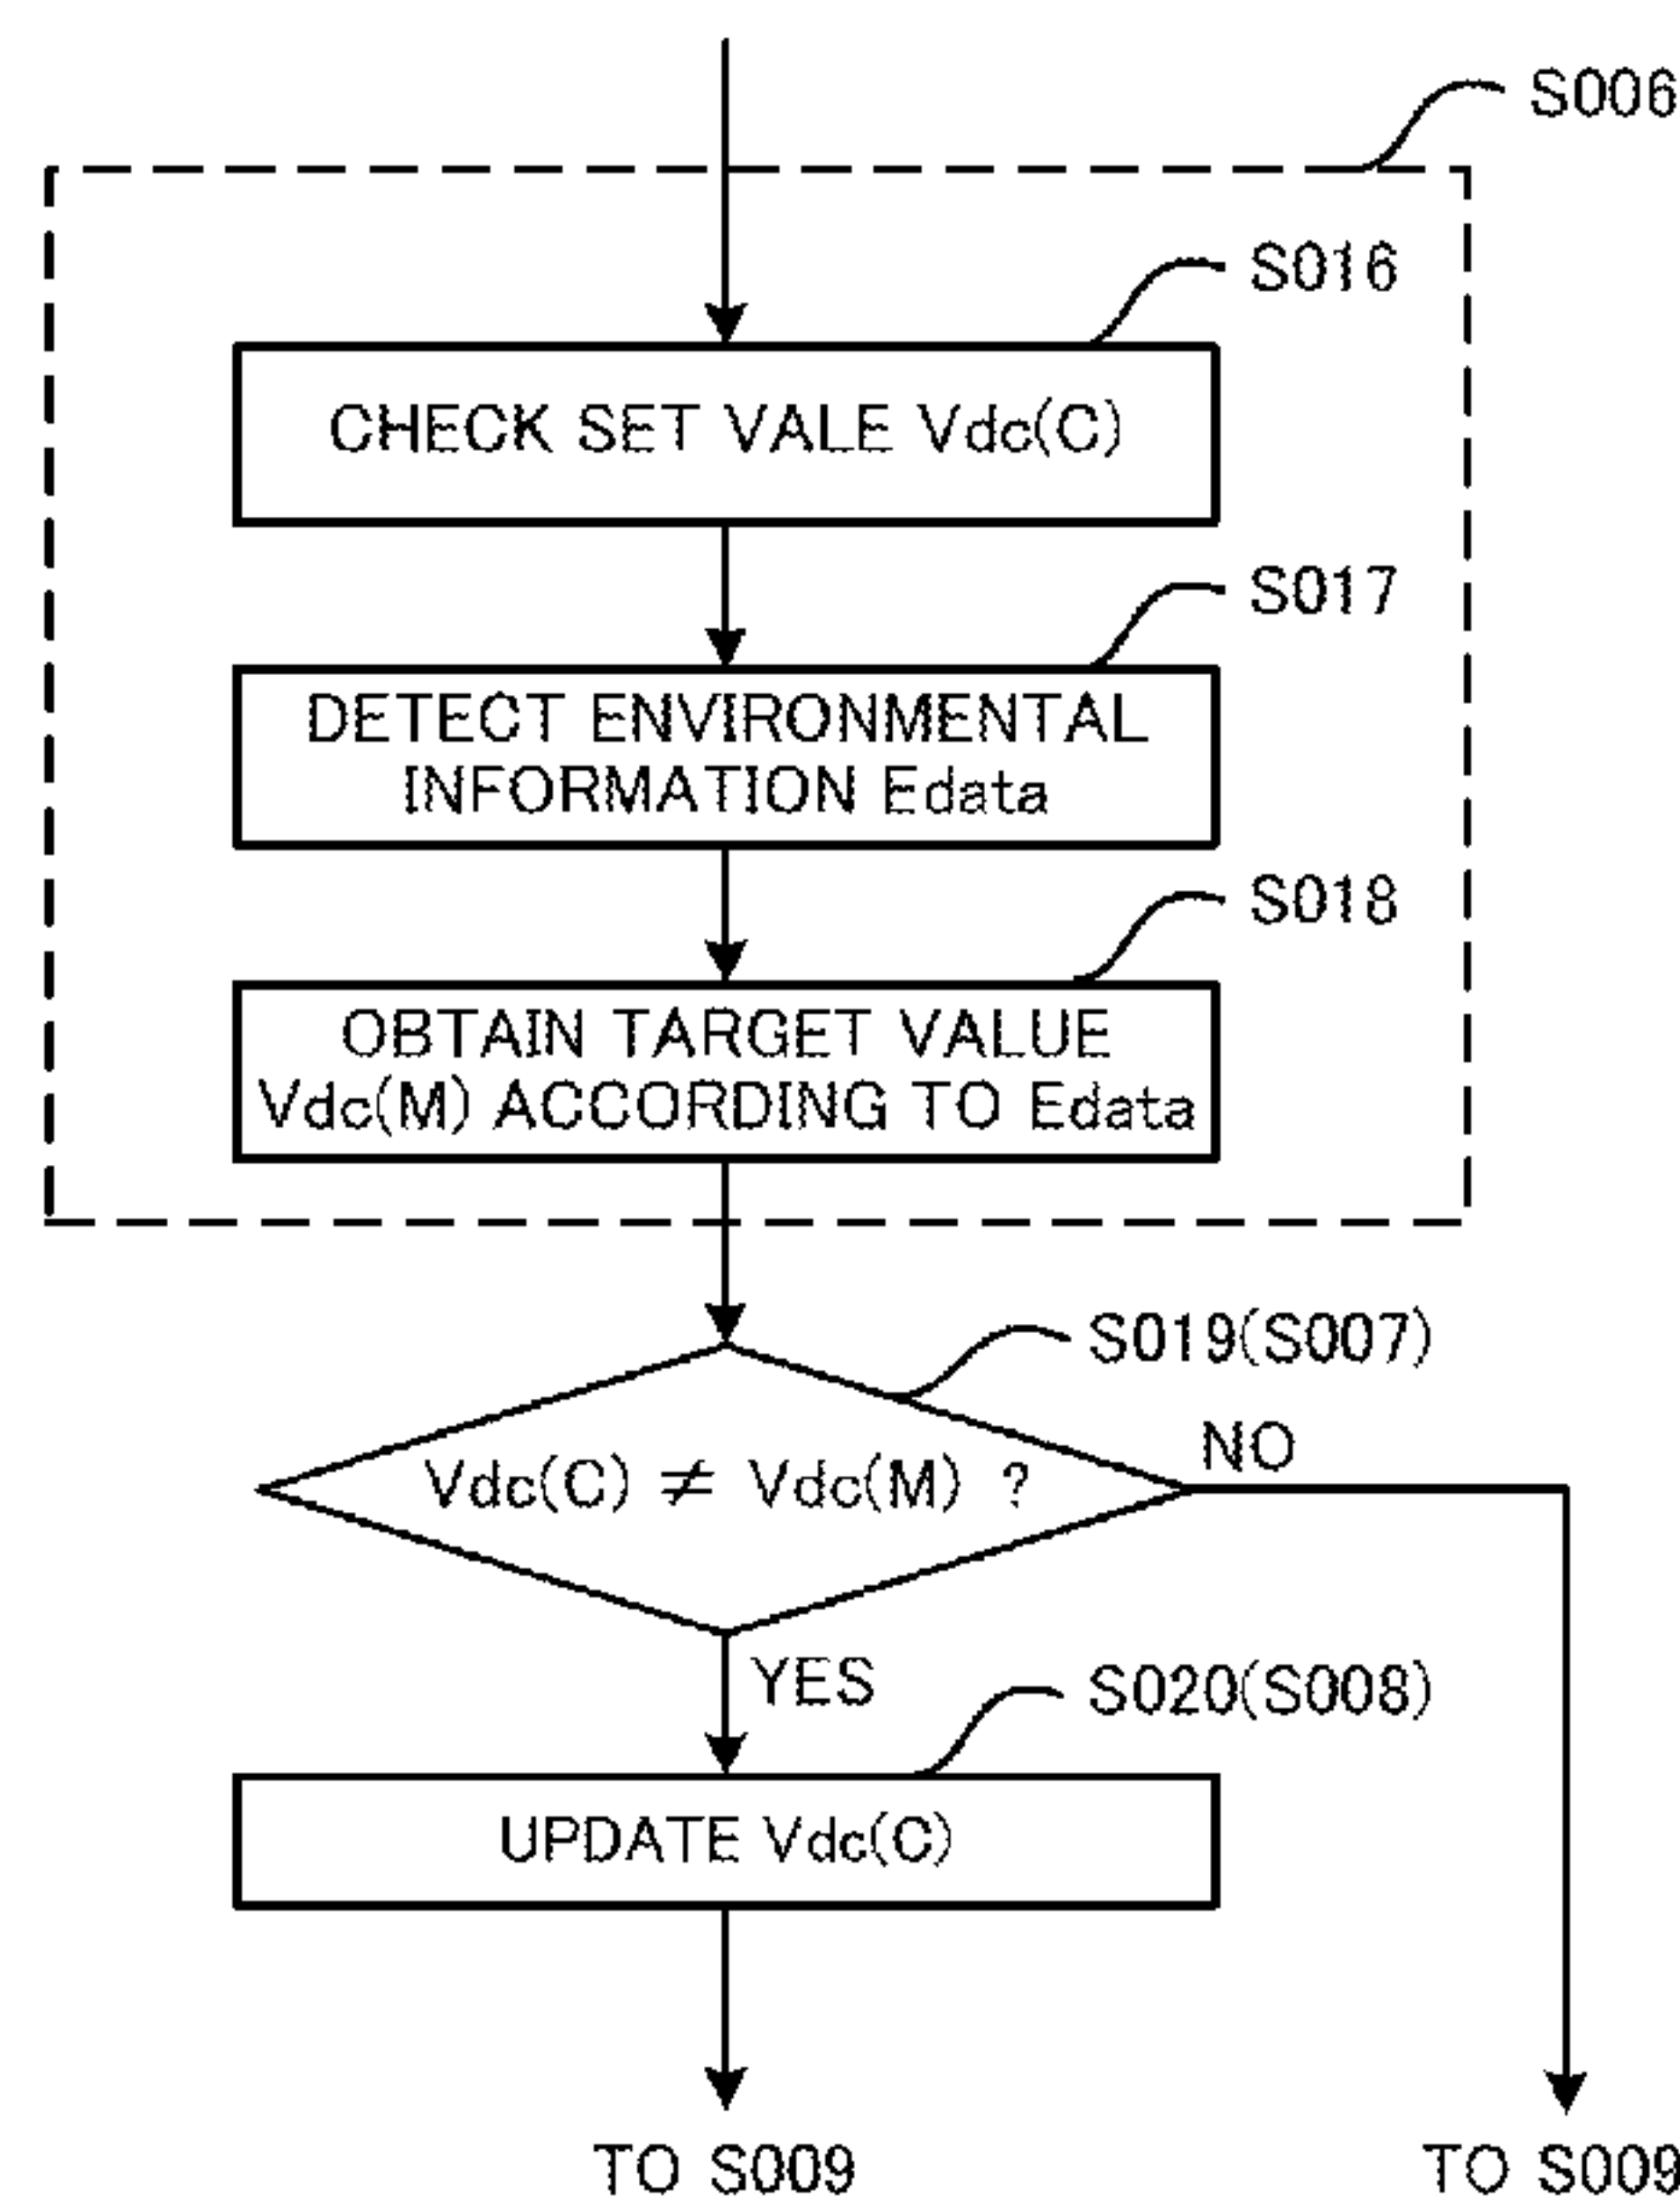 S006
S016
CHECK SET VALE Vdc(C)
S017
DETECT ENVIRONMENTAL
INFORMATION Edata
S018
OBTAIN TARGET VALUE
Vdc(M) ACCORDING TO Edata
S019(S007)
Vdc(C) ≠ Vdc(M) ?
NO
YES
S020(S008)
UPDATE Vdc(C)
TO S009
TO S009